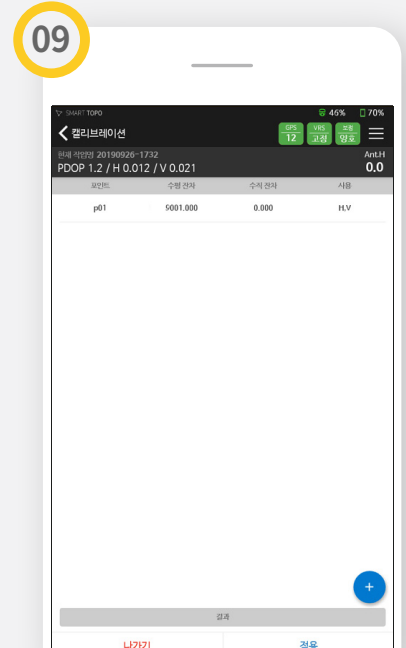 09
SMART TOPO 46% 70%
캘리브레이션 GPS 12 VRS 고정 보정 양호
현재 작업명 20190926-1732 Ant.H
PDOP 1.2 / H 0.012 / V 0.021 0.0
포인트 수평 잔차 수직 잔차 사용
p01 9001.000 0.000 H,V
+
결과
나가기 적용